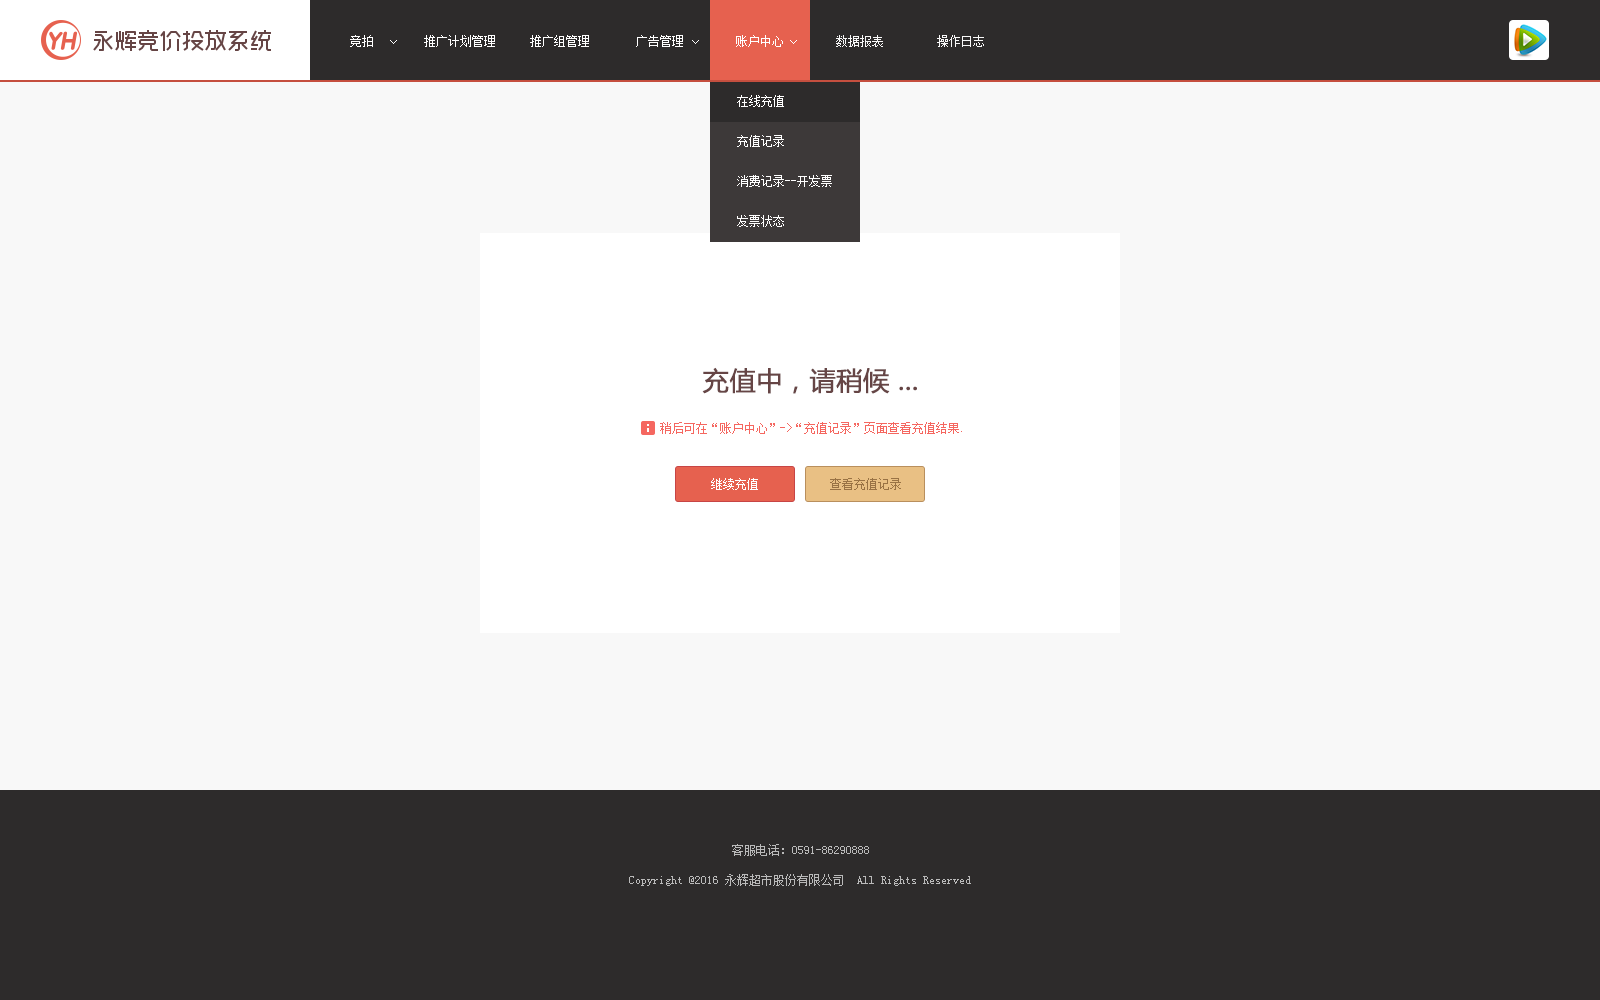 YH 永辉竞价投放系统
竞拍 推广计划管理 推广组管理 广告管理 账户中心 数据报表 操作日志
在线充值
充值记录
消费记录--开发票
发票状态
充值中，请稍候 ...
稍后可在“账户中心”->“充值记录”页面查看充值结果.
继续充值 查看充值记录
客服电话：0591-86290888
Copyright @2016 永辉超市股份有限公司 All Rights Reserved